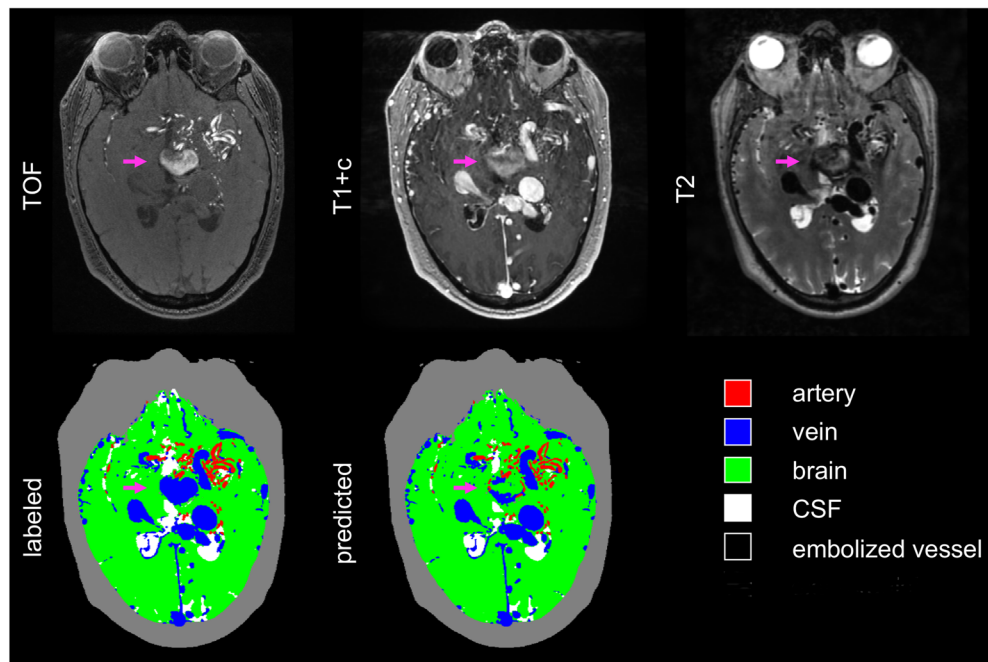 TOF
T1+c
T2
labeled
predicted
artery
vein
brain
CSF
embolized vessel